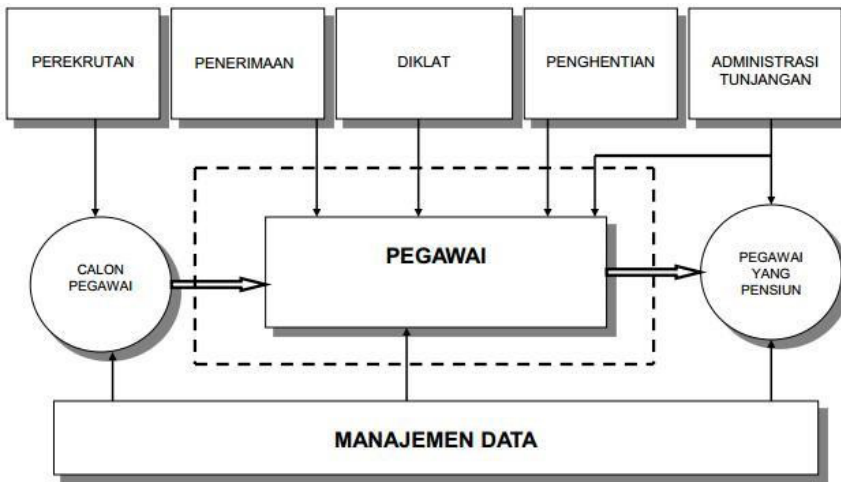 PEREKRUTAN
PENERIMAAN
DIKLAT
PENGHENTIAN
ADMINISTRASI
TUNJANGAN
CALON
PEGAWAI
PEGAWAI
PEGAWAI
YANG
PENSIUN
MANAJEMEN DATA